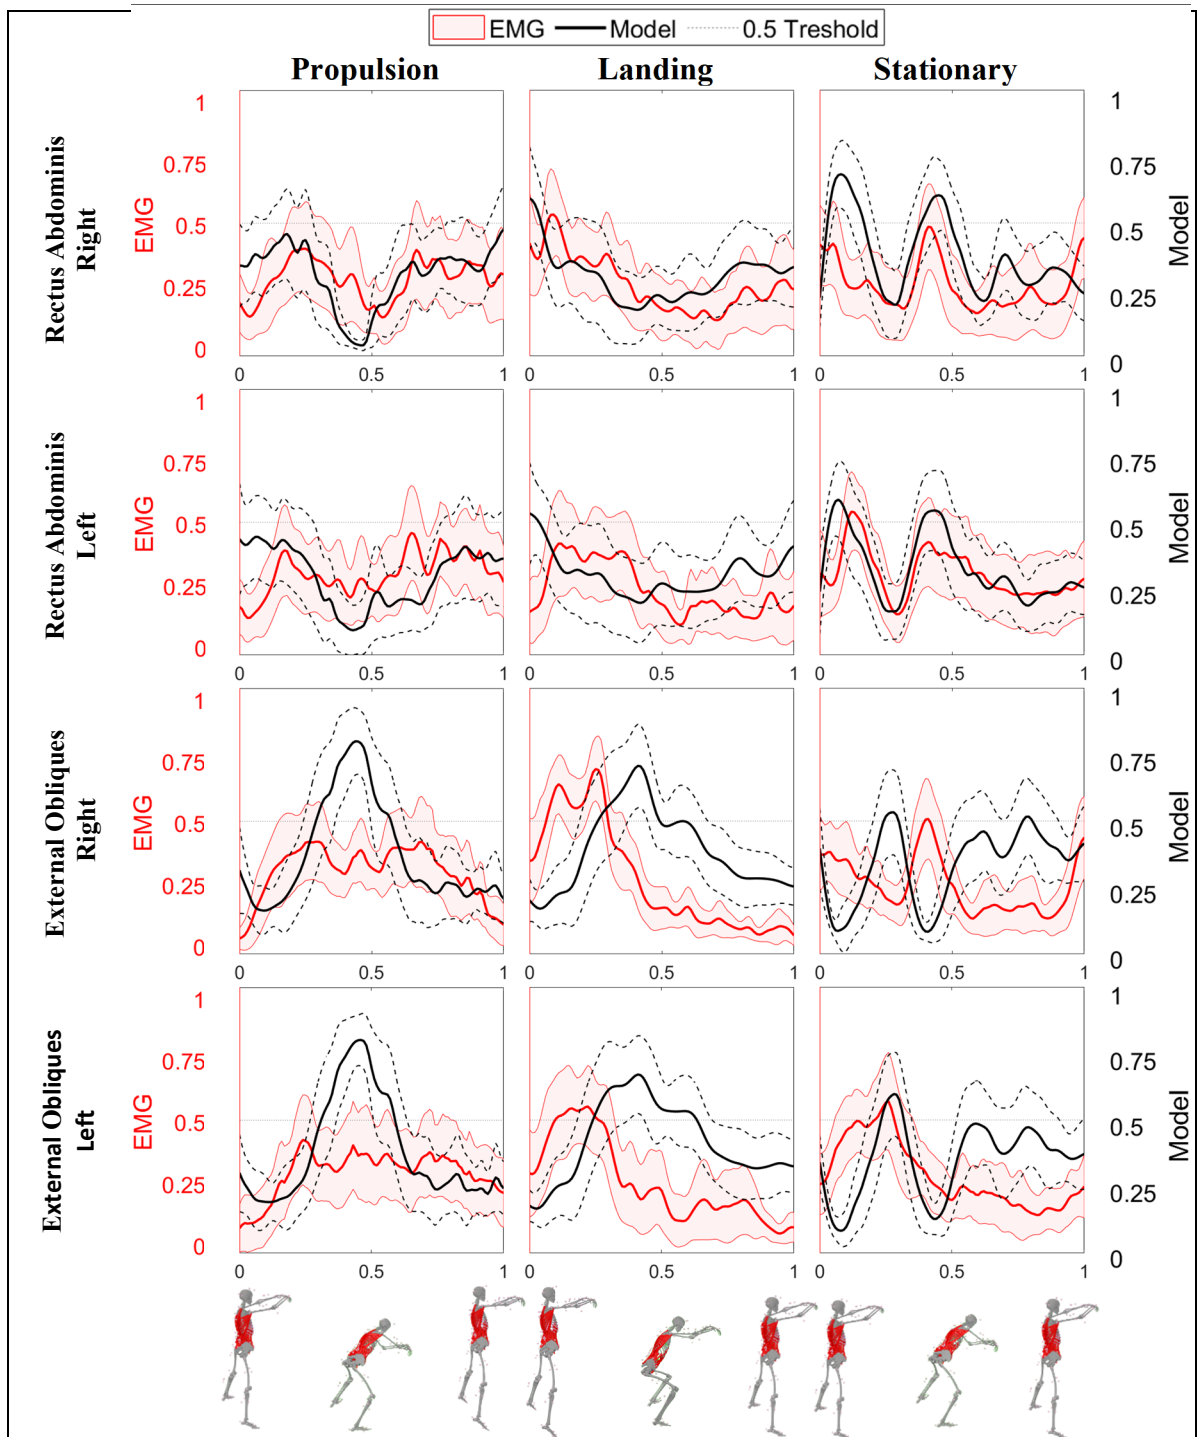 EMG Model 0.5 Treshold
Propulsion Landing Stationary
Rectus Abdominis
Right
EMG
1
0.75
0.5
0.25
0
0 0.5 1
0 0.5 1
0 0.5 1
1
0.75
0.5
0.25
0
Model
Rectus Abdominis
Left
EMG
1
0.75
0.5
0.25
0
0 0.5 1
0 0.5 1
0 0.5 1
1
0.75
0.5
0.25
0
Model
External Obliques
Right
EMG
1
0.75
0.5
0.25
0
0 0.5 1
0 0.5 1
0 0.5 1
1
0.75
0.5
0.25
0
Model
External Obliques
Left
EMG
1
0.75
0.5
0.25
0
0 0.5 1
0 0.5 1
0 0.5 1
1
0.75
0.5
0.25
0
Model